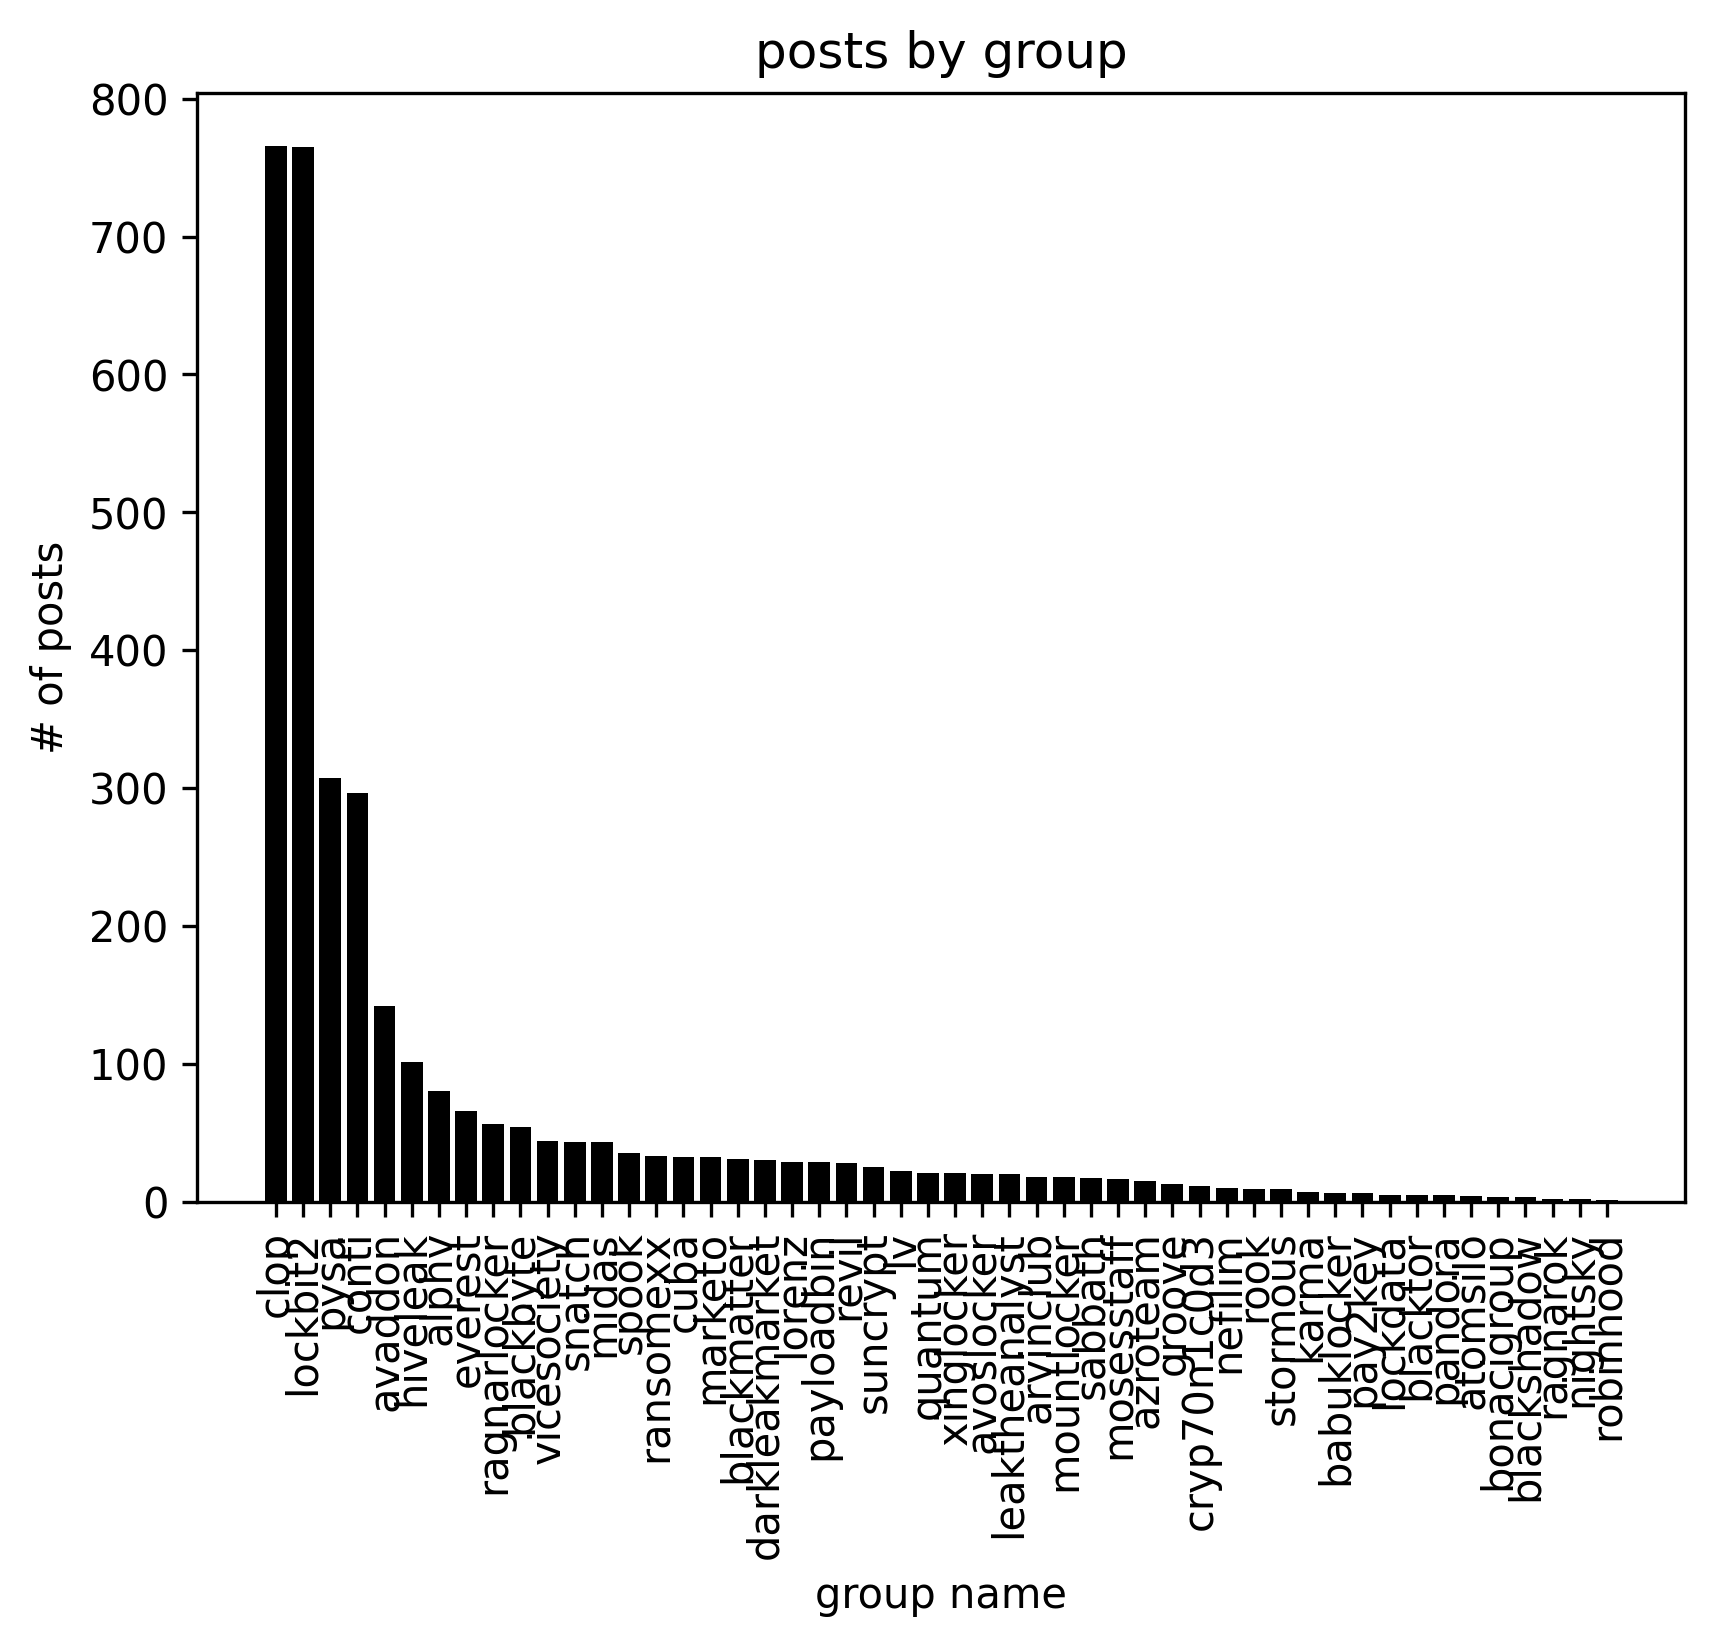 posts by group
800
700
600
500
400
300
200
100
0
# of posts
clop
lockbit2
pysa
conti
avaddon
hiveleak
alphv
everest
ragnarlocker
blackbyte
vicesociety
snatch
midas
spook
ransomexx
cuba
marketo
blackmatter
darkleakmarket
lorenz
payloadbin
revil
suncrypt
lv
quantum
xinglocker
avoslocker
leaktheanalyst
arvinclub
mountlocker
sabbath
mosesstaff
azroteam
groove
cryp70n1c0d3
nefilim
rook
stormous
karma
babuklocker
pay2key
lockdata
blacktor
pandora
atomsilo
bonacigroup
blackshadow
ragnarok
nightsky
robinhood
group name